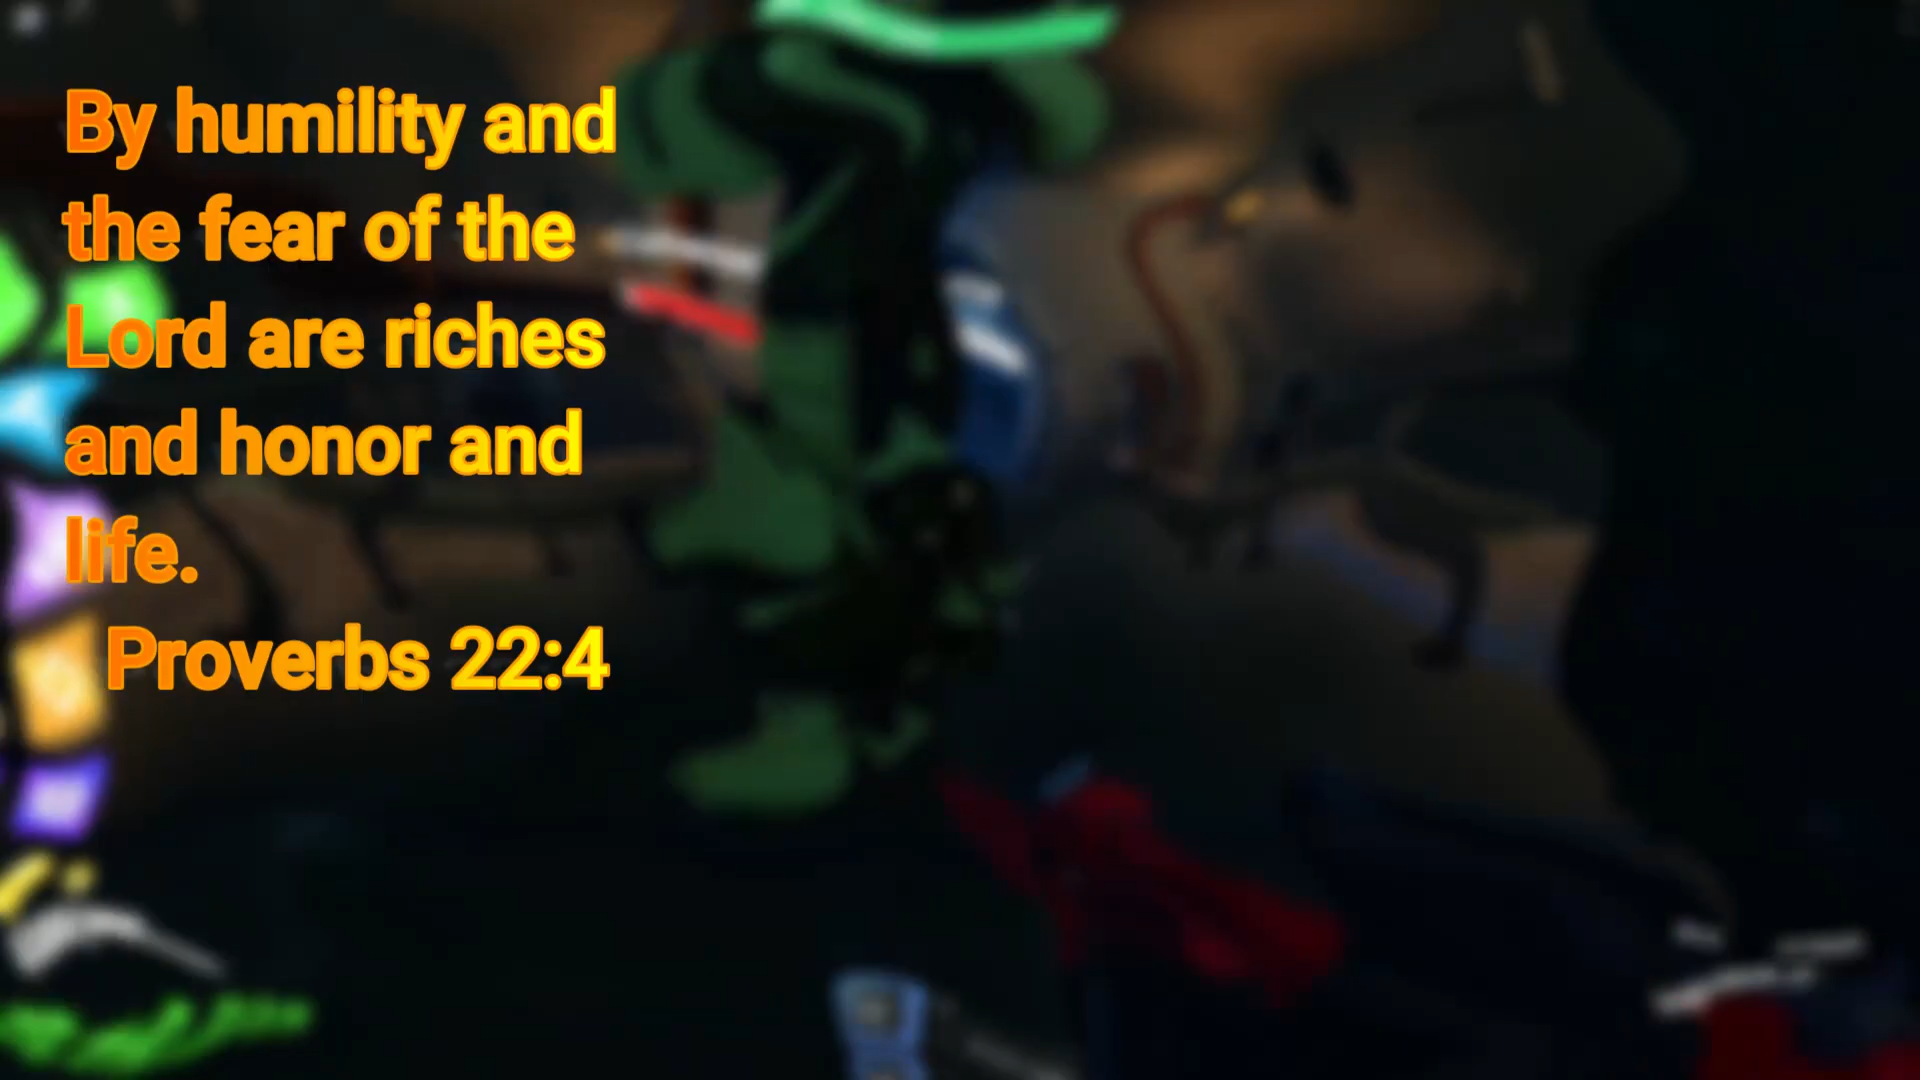 By humility and
the fear of the
Lord are riches
and honor and
life.
Proverbs 22:4